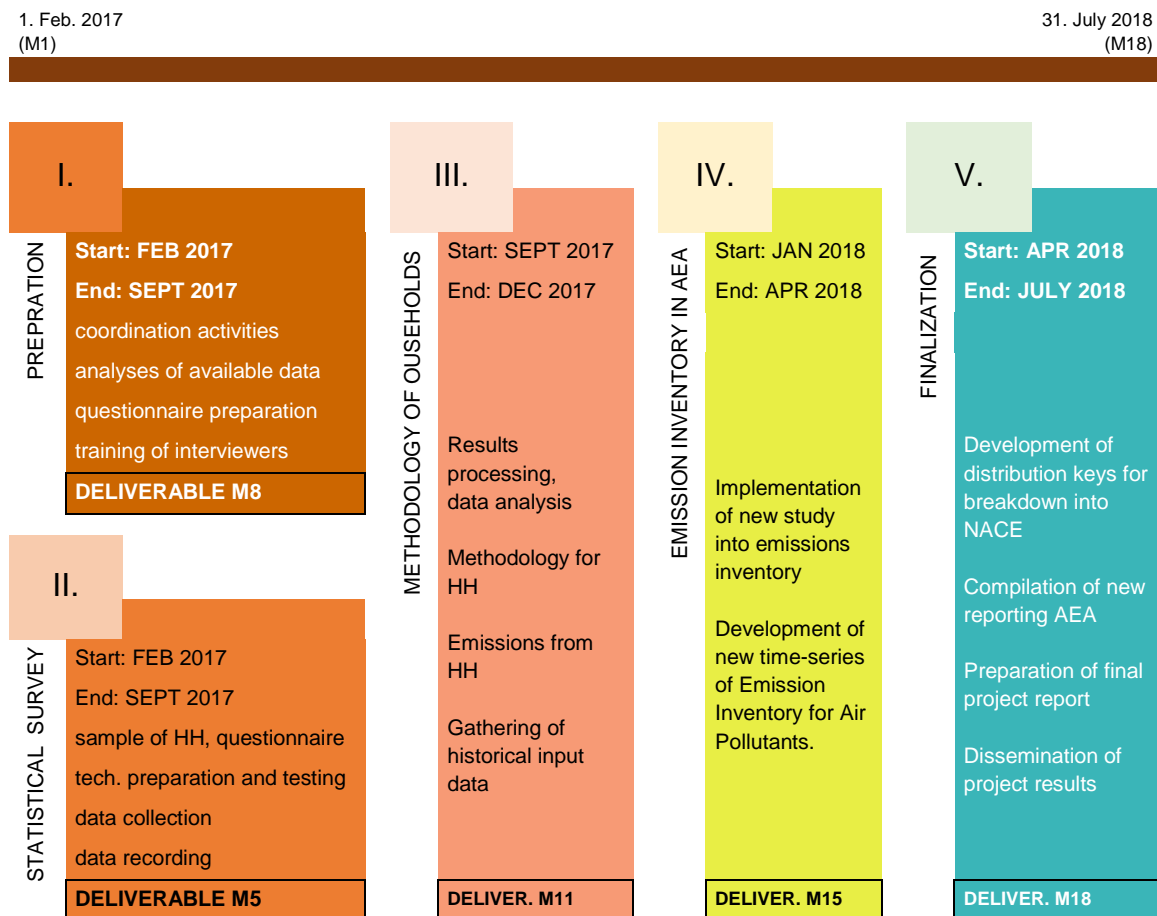 1. Feb. 2017
(M1)
31. July 2018
(M18)
I.
PREPRATION
Start: FEB 2017
End: SEPT 2017
coordination activities
analyses of available data
questionnaire preparation
training of interviewers
DELIVERABLE M8
II.
STATISTICAL SURVEY
Start: FEB 2017
End: SEPT 2017
sample of HH, questionnaire
tech. preparation and testing
data collection
data recording
DELIVERABLE M5
III.
METHODOLOGY OF OUSEHOLDS
Start: SEPT 2017
End: DEC 2017
Results
processing,
data analysis
Methodology for
HH
Emissions from
HH
Gathering of
historical input
data
DELIVER. M11
IV.
EMISSION INVENTORY IN AEA
Start: JAN 2018
End: APR 2018
Implementation
of new study
into emissions
inventory
Development of
new time-series
of Emission
Inventory for Air
Pollutants.
DELIVER. M15
V.
FINALIZATION
Start: APR 2018
End: JULY 2018
Development of
distribution keys for
breakdown into
NACE
Compilation of new
reporting AEA
Preparation of final
project report
Dissemination of
project results
DELIVER. M18